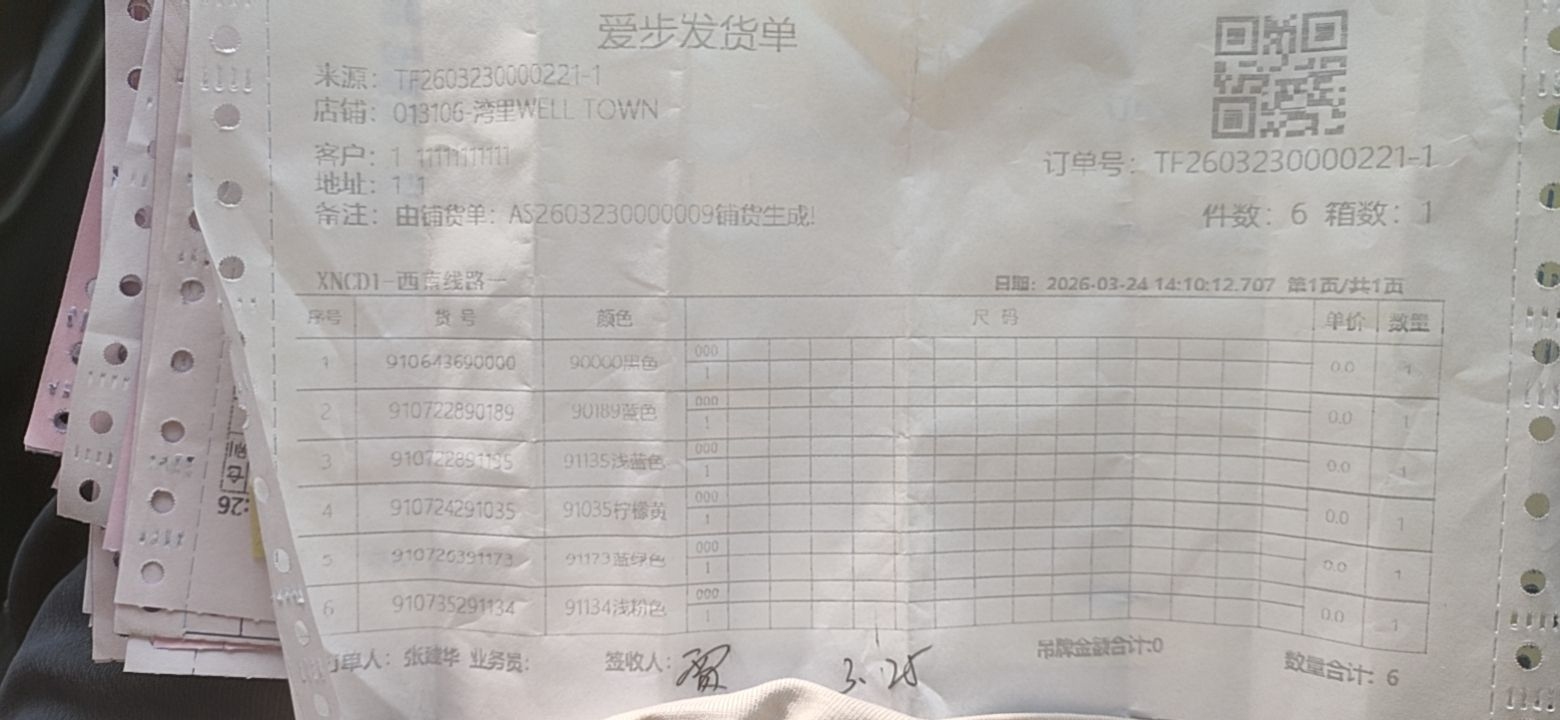 爱步发货单
来源：TF2603230000221-1
店铺：013106-湾里WELL TOWN
客户：1 11111111111
地址：1 1
备注：由铺货单：AS2603230000009铺货生成!
订单号：TF2603230000221-1
件数：6 箱数：1
XNCD1-西南线路一
日期：2026-03-24 14:10:12.707 第1页/共1页
序号 货号 颜色 尺码 单价 数量
1 910643690000 90000黑色 000 1 0.0 1
2 910722890189 90189蓝色 000 1 0.0 1
3 910722891135 91135浅蓝色 000 1 0.0 1
4 910724291035 91035柠檬黄 000 1 0.0 1
5 910726391173 91173蓝绿色 000 1 0.0 1
6 910735291134 91134浅粉色 000 1 0.0 1
订单人：张建华 业务员： 签收人： 3.25 吊牌金额合计:0
数量合计：6
:26